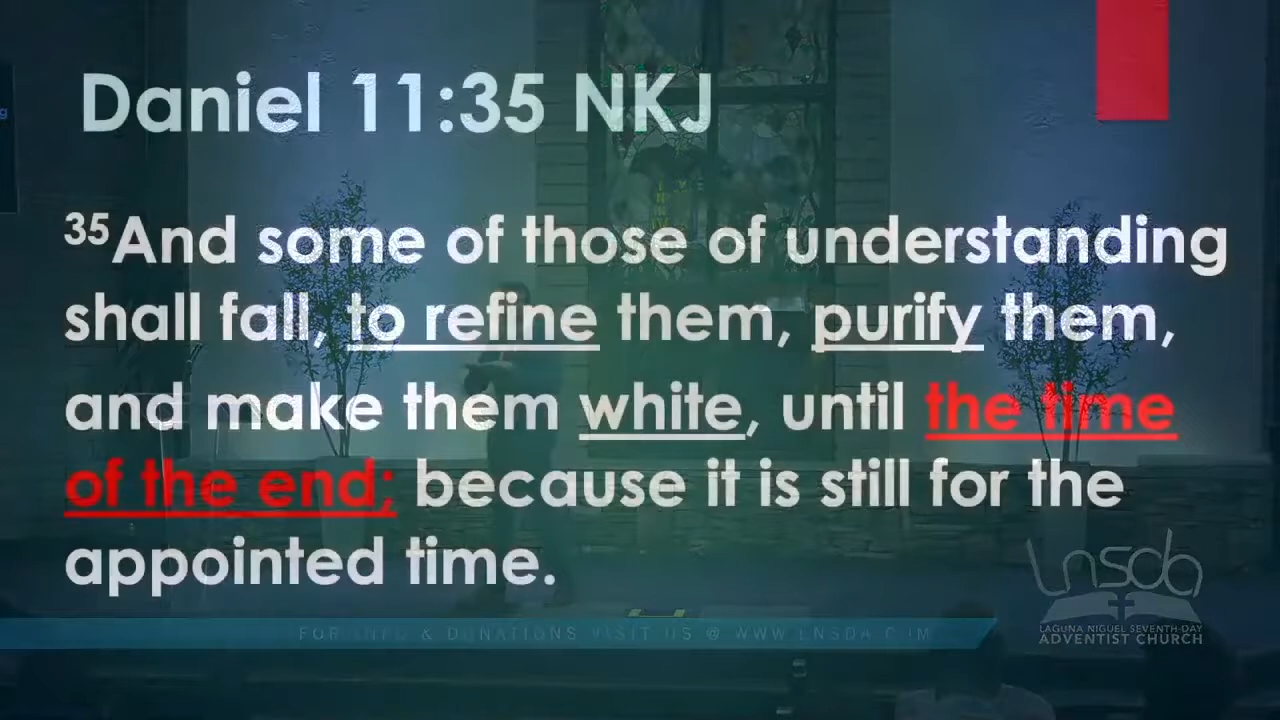 Daniel 11:35 NKJ
35And some of those of understanding
shall fall, to refine them, purify them,
and make them white, until the time
of the end; because it is still for the
appointed time.
lnsda
LAGUNA NIGUEL SEVENTH-DAY
ADVENTIST CHURCH
FOR INFO & DONATIONS VISIT US @ WWW.LNSDA.COM